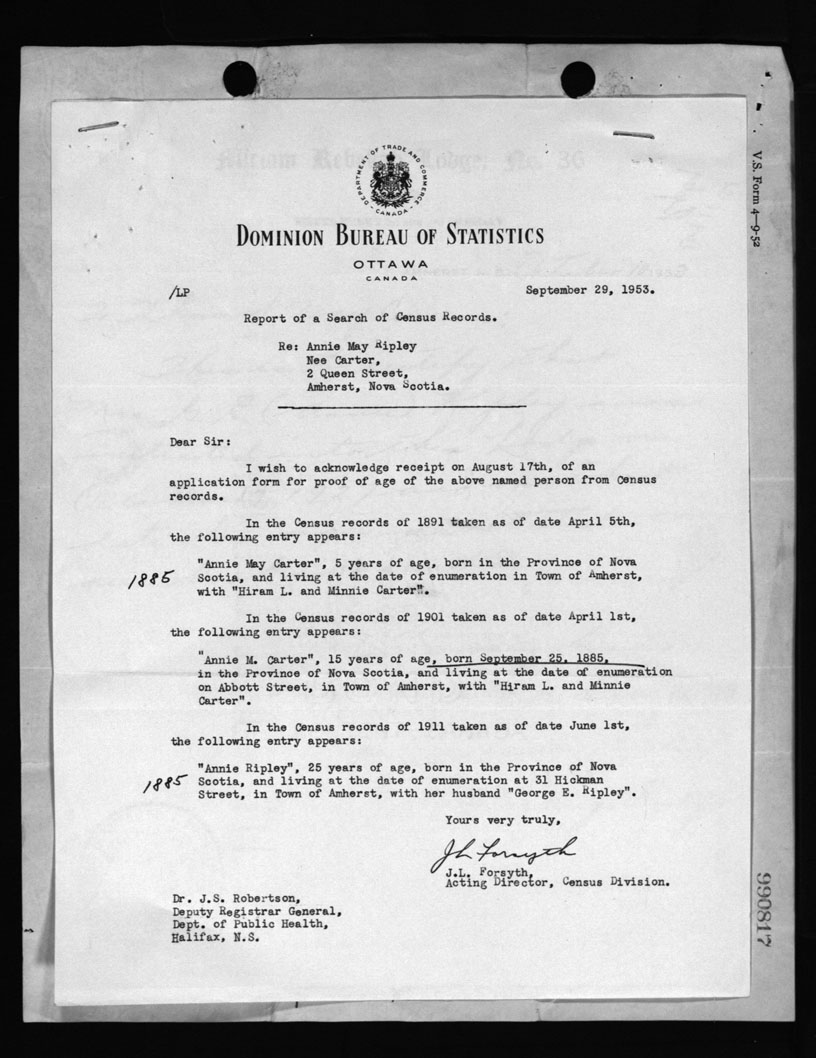 DEPARTMENT OF TRADE AND COMMERCE
CANADA
DOMINION BUREAU OF STATISTICS
OTTAWA
CANADA
/LP
September 29, 1953.
Report of a Search of Census Records.
Re: Annie May Ripley
Nee Carter,
2 Queen Street,
Amherst, Nova Scotia.
Dear Sir:
I wish to acknowledge receipt on August 17th, of an
application form for proof of age of the above named person from Census
records.
In the Census records of 1891 taken as of date April 5th,
the following entry appears:
"Annie May Carter", 5 years of age, born in the Province of Nova
1885 Scotia, and living at the date of enumeration in Town of Amherst,
with "Hiram L. and Minnie Carter".
In the Census records of 1901 taken as of date April 1st,
the following entry appears:
"Annie M. Carter", 15 years of age, born September 25, 1885,
in the Province of Nova Scotia, and living at the date of enumeration
on Abbott Street, in Town of Amherst, with "Hiram L. and Minnie
Carter".
In the Census records of 1911 taken as of date June 1st,
the following entry appears:
"Annie Ripley", 25 years of age, born in the Province of Nova
1885 Scotia, and living at the date of enumeration at 31 Hickman
Street, in Town of Amherst, with her husband "George E. Ripley".
Yours very truly,
JL Forsyth
J.L. Forsyth,
Acting Director, Census Division.
Dr. J.S. Robertson,
Deputy Registrar General,
Dept. of Public Health,
Halifax, N.S.
V.S. Form 4—9-52
990817